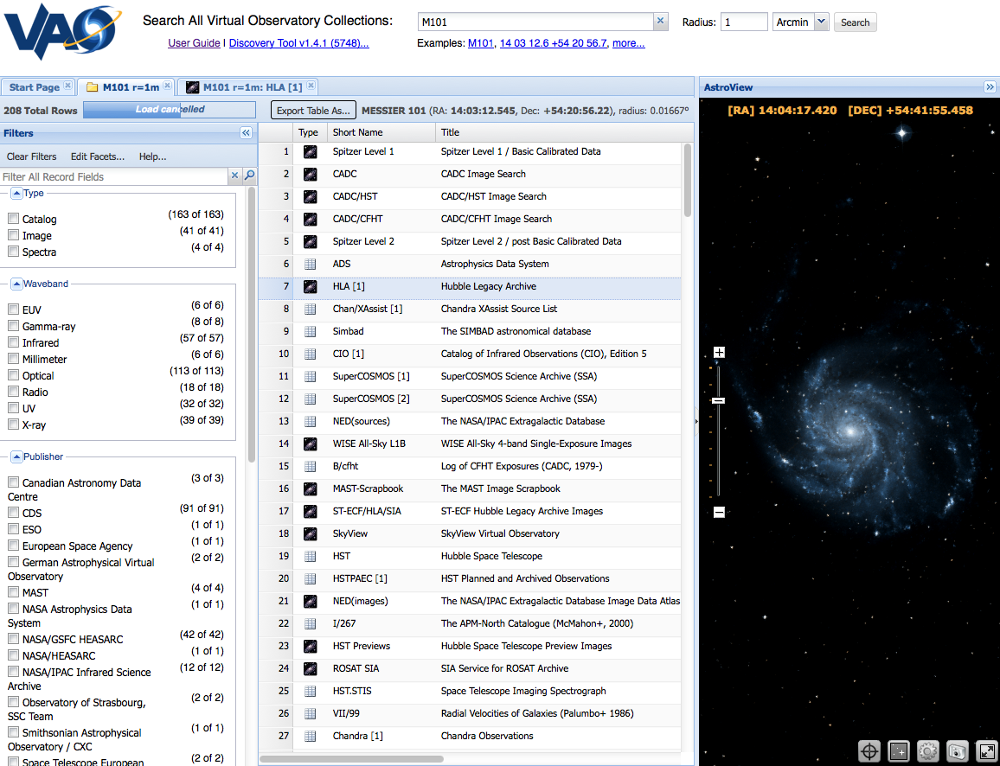 VAO
Search All Virtual Observatory Collections:
M101
Radius:
1
Arcmin
Search
User Guide | Discovery Tool v1.4.1 (5748)...
Examples: M101, 14 03 12.6 +54 20 56.7, more...
Start Page
M101 r=1m
M101 r=1m: HLA [1]
208 Total Rows
Load cancelled
Export Table As...
MESSIER 101 (RA: 14:03:12.545, Dec: +54:20:56.22), radius: 0.01667°
Filters
Clear Filters
Edit Facets...
Help...
Filter All Record Fields
Type
Catalog (163 of 163)
Image (41 of 41)
Spectra (4 of 4)
Waveband
EUV (6 of 6)
Gamma-ray (8 of 8)
Infrared (57 of 57)
Millimeter (6 of 6)
Optical (113 of 113)
Radio (18 of 18)
UV (32 of 32)
X-ray (39 of 39)
Publisher
Canadian Astronomy Data (3 of 3)
Centre
CDS (91 of 91)
ESO (1 of 1)
European Space Agency (1 of 1)
German Astrophysical Virtual (2 of 2)
Observatory
MAST (4 of 4)
NASA Astrophysics Data (1 of 1)
System
NASA/GSFC HEASARC (42 of 42)
NASA/HEASARC (1 of 1)
NASA/IPAC Infrared Science (12 of 12)
Archive
Observatory of Strasbourg, (2 of 2)
SSC Team
Smithsonian Astrophysical (1 of 1)
Observatory / CXC
Space Telescope European (2 of 2)
Type Short Name Title
1 Spitzer Level 1 Spitzer Level 1 / Basic Calibrated Data
2 CADC CADC Image Search
3 CADC/HST CADC/HST Image Search
4 CADC/CFHT CADC/CFHT Image Search
5 Spitzer Level 2 Spitzer Level 2 / post Basic Calibrated Data
6 ADS Astrophysics Data System
7 HLA [1] Hubble Legacy Archive
8 Chan/XAssist [1] Chandra XAssist Source List
9 Simbad The SIMBAD astronomical database
10 CIO [1] Catalog of Infrared Observations (CIO), Edition 5
11 SuperCOSMOS [1] SuperCOSMOS Science Archive (SSA)
12 SuperCOSMOS [2] SuperCOSMOS Science Archive (SSA)
13 NED(sources) The NASA/IPAC Extragalactic Database
14 WISE All-Sky L1B WISE All-Sky 4-band Single-Exposure Images
15 B/cfht Log of CFHT Exposures (CADC, 1979-)
16 MAST-Scrapbook The MAST Image Scrapbook
17 ST-ECF/HLA/SIA ST-ECF Hubble Legacy Archive Images
18 SkyView SkyView Virtual Observatory
19 HST Hubble Space Telescope
20 HSTPAEC [1] HST Planned and Archived Observations
21 NED(images) The NASA/IPAC Extragalactic Database Image Data Atlas
22 I/267 The APM-North Catalogue (McMahon+, 2000)
23 HST Previews Hubble Space Telescope Preview Images
24 ROSAT SIA SIA Service for ROSAT Archive
25 HST.STIS Space Telescope Imaging Spectrograph
26 VII/99 Radial Velocities of Galaxies (Palumbo+ 1986)
27 Chandra [1] Chandra Observations
AstroView
[RA] 14:04:17.420 [DEC] +54:41:55.458